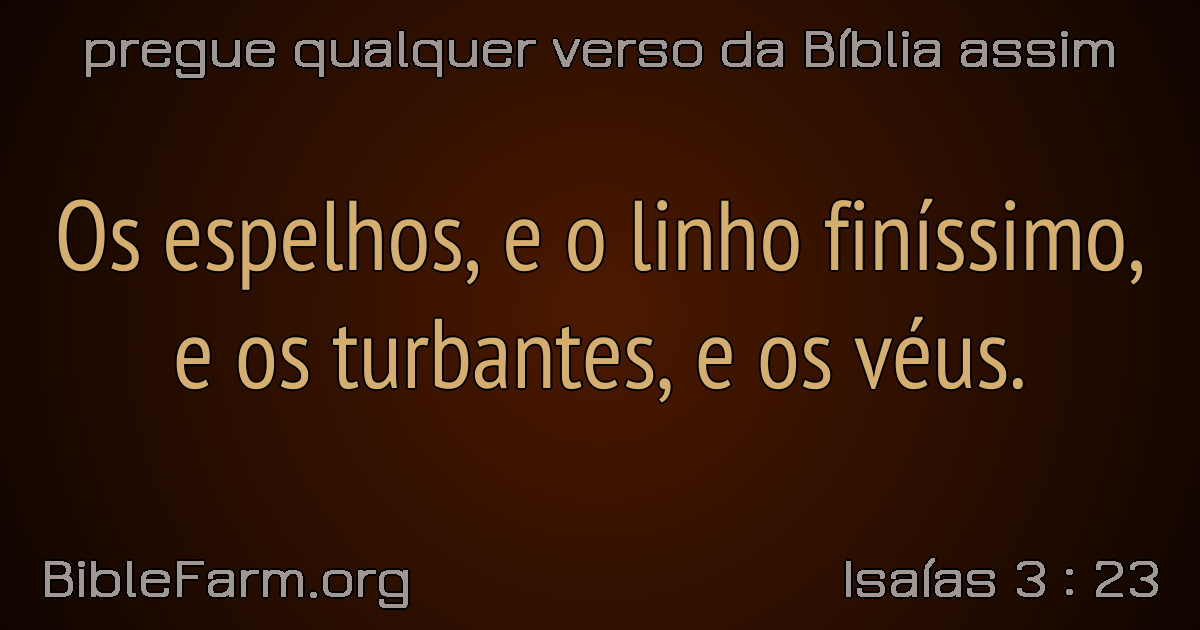 pregue qualquer verso da Bíblia assim
Os espelhos, e o linho finíssimo,
e os turbantes, e os véus.
BibleFarm.org
Isaías 3 : 23